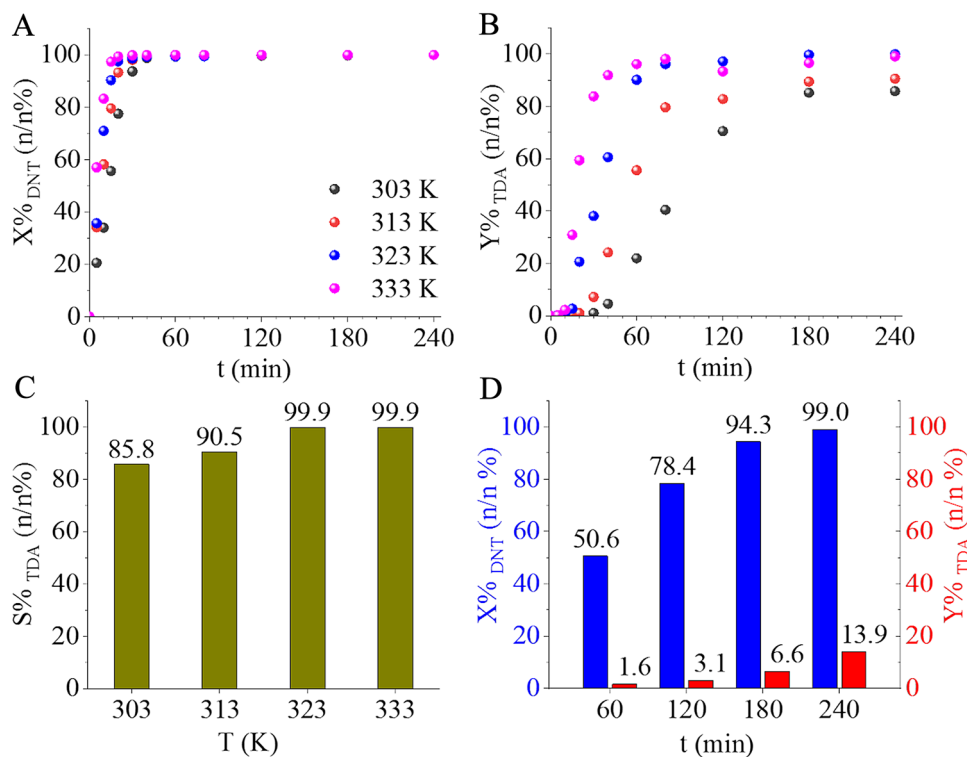 A
X% DNT (n/n%)
100
80
60
40
20
0
0 60 120 180 240
t (min)
303 K
313 K
323 K
333 K
B
Y% TDA (n/n%)
100
80
60
40
20
0
0 60 120 180 240
t (min)
C
S% TDA (n/n%)
100
80
60
40
20
0
85.8
90.5
99.9
99.9
303 313 323 333
T (K)
D
X% DNT (n/n %)
100
80
60
40
20
0
50.6
1.6
78.4
3.1
94.3
6.6
99.0
13.9
60 120 180 240
t (min)
100
80
60
40
20
0
Y% TDA (n/n %)